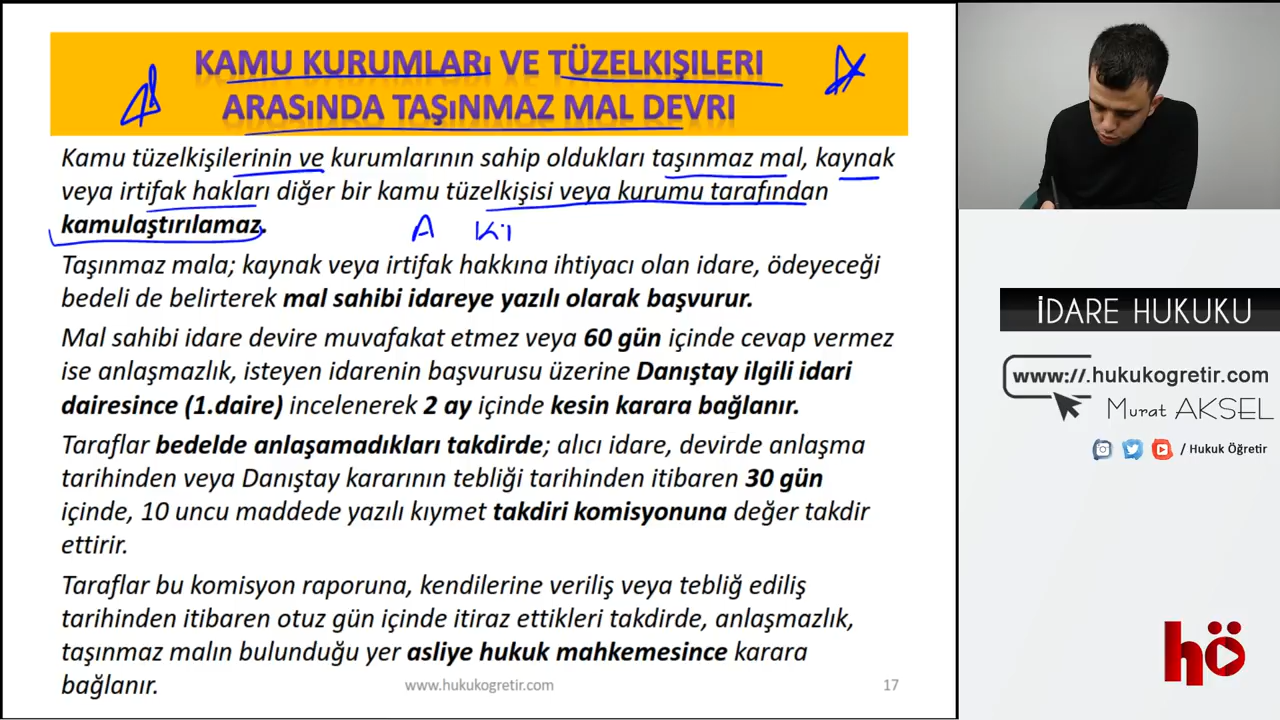 KAMU KURUMLARı VE TÜZELKIŞILERI
ARASıNDA TAŞıNMAZ MAL DEVRI
Kamu tüzelkişilerinin ve kurumlarının sahip oldukları taşınmaz mal, kaynak
veya irtifak hakları diğer bir kamu tüzelkişisi veya kurumu tarafından
kamulaştırılamaz.
A
Taşınmaz mala; kaynak veya irtifak hakkına ihtiyacı olan idare, ödeyeceği
bedeli de belirterek mal sahibi idareye yazılı olarak başvurur.
Mal sahibi idare devire muvafakat etmez veya 60 gün içinde cevap vermez
ise anlaşmazlık, isteyen idarenin başvurusu üzerine Danıştay ilgili idari
dairesince (1.daire) incelenerek 2 ay içinde kesin karara bağlanır.
Taraflar bedelde anlaşamadıkları takdirde; alıcı idare, devirde anlaşma
tarihinden veya Danıştay kararının tebliği tarihinden itibaren 30 gün
içinde, 10 uncu maddede yazılı kıymet takdiri komisyonuna değer takdir
ettirir.
Taraflar bu komisyon raporuna, kendilerine veriliş veya tebliğ ediliş
tarihinden itibaren otuz gün içinde itiraz ettikleri takdirde, anlaşmazlık,
taşınmaz malın bulunduğu yer asliye hukuk mahkemesince karara
bağlanır.
www.hukukogretir.com
17
İDARE HUKUKU
www://.hukukogretir.com
Murat AKSEL
/ Hukuk Öğretir
hö